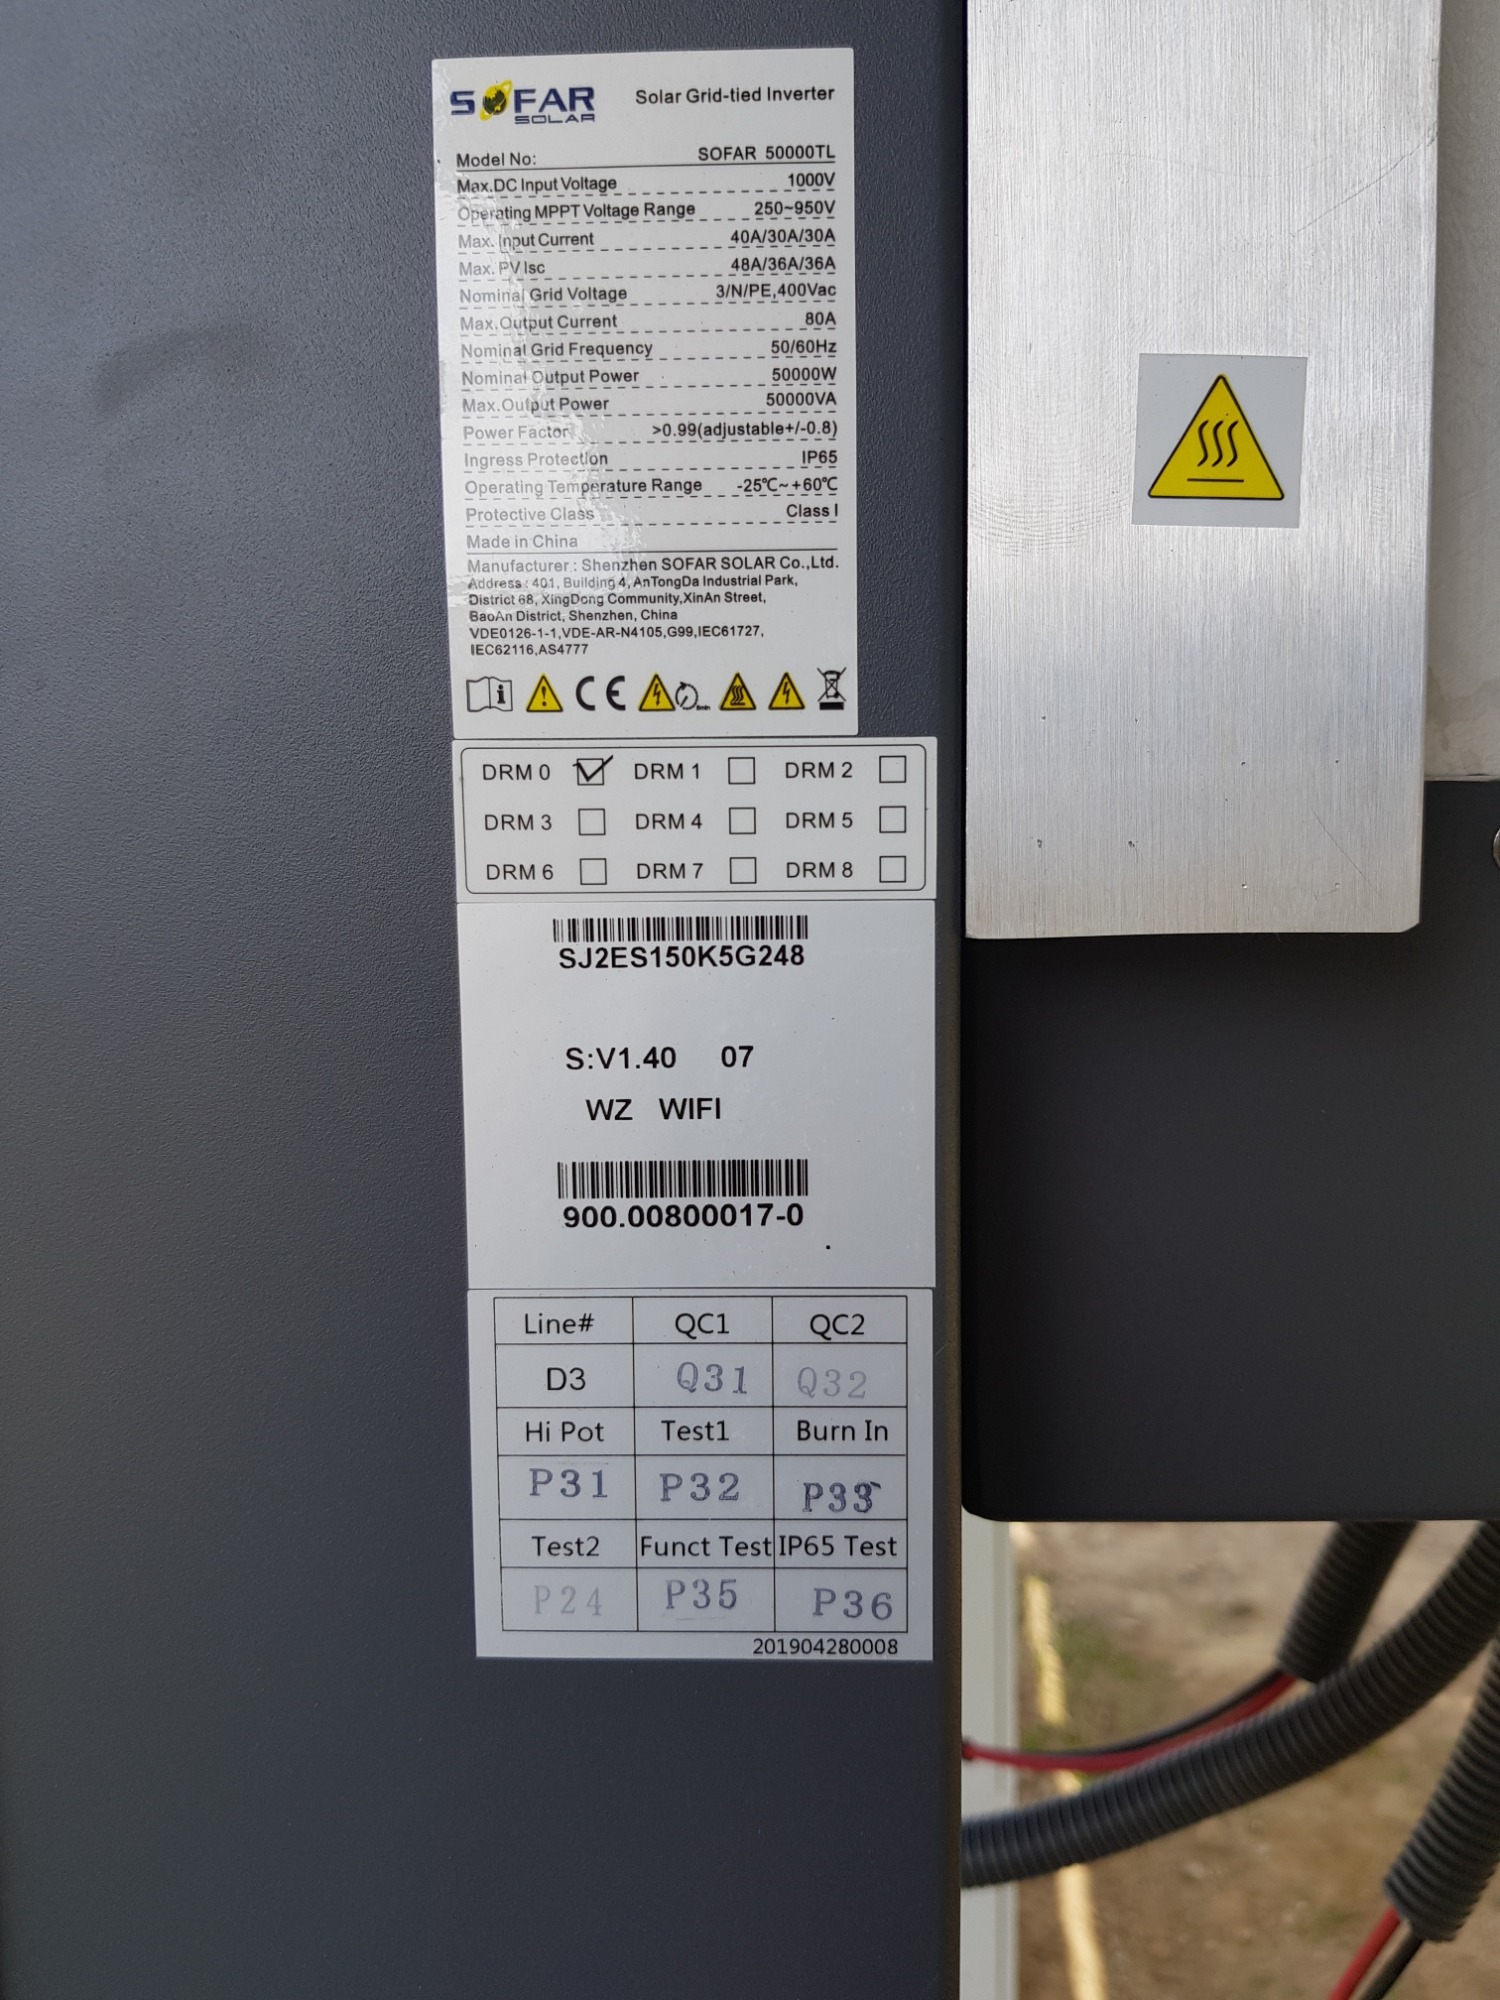 SOFAR
SOLAR
Solar Grid-tied Inverter
Model No: SOFAR 50000TL
Max.DC Input Voltage 1000V
Operating MPPT Voltage Range 250~950V
Max. Input Current 40A/30A/30A
Max. PV Isc 48A/36A/36A
Nominal Grid Voltage 3/N/PE,400Vac
Max.Output Current 80A
Nominal Grid Frequency 50/60Hz
Nominal Output Power 50000W
Max.Output Power 50000VA
Power Factor >0.99(adjustable+/-0.8)
Ingress Protection IP65
Operating Temperature Range -25℃~+60℃
Protective Class Class I
Made in China
Manufacturer: Shenzhen SOFAR SOLAR Co.,Ltd.
Address: 401, Building 4, AnTongDa Industrial Park,
District 68, XingDong Community,XinAn Street,
BaoAn District, Shenzhen, China
VDE0126-1-1,VDE-AR-N4105,G99,IEC61727,
IEC62116,AS4777
CE
DRM 0 DRM 1 DRM 2
DRM 3 DRM 4 DRM 5
DRM 6 DRM 7 DRM 8
SJ2ES150K5G248
S:V1.40 07
WZ WIFI
900.00800017-0
Line# QC1 QC2
D3 Q31 Q32
Hi Pot Test1 Burn In
P31 P32 P33
Test2 Funct Test IP65 Test
P24 P35 P36
201904280008